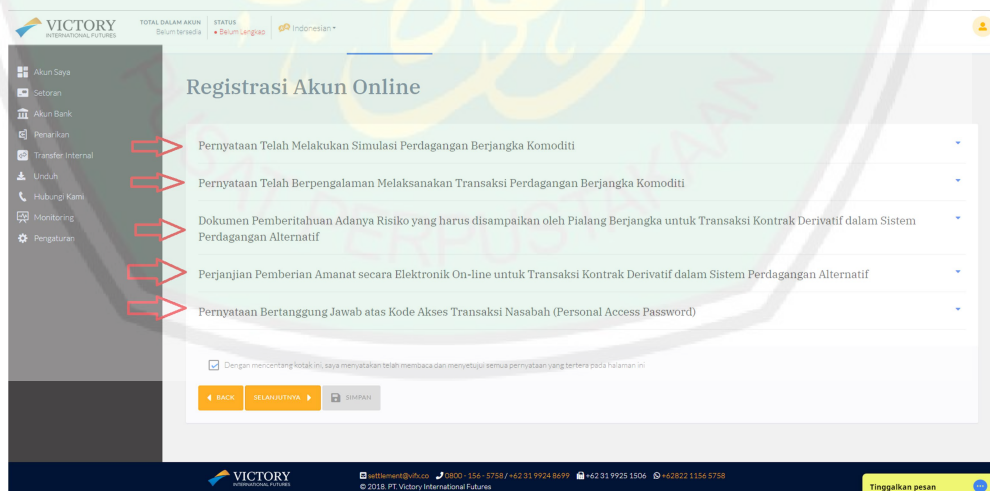 VICTORY
INTERNATIONAL FUTURES
TOTAL DALAM AKUN
Belum tersedia
STATUS
• Belum Lengkap
Indonesian
Akun Saya
Setoran
Akun Bank
Penarikan
Transfer Internal
Unduh
Hubungi Kami
Monitoring
Pengaturan
Registrasi Akun Online
Pernyataan Telah Melakukan Simulasi Perdagangan Berjangka Komoditi
Pernyataan Telah Berpengalaman Melaksanakan Transaksi Perdagangan Berjangka Komoditi
Dokumen Pemberitahuan Adanya Risiko yang harus disampaikan oleh Pialang Berjangka untuk Transaksi Kontrak Derivatif dalam Sistem
Perdagangan Alternatif
Perjanjian Pemberian Amanat secara Elektronik On-line untuk Transaksi Kontrak Derivatif dalam Sistem Perdagangan Alternatif
Pernyataan Bertanggung Jawab atas Kode Akses Transaksi Nasabah (Personal Access Password)
Dengan mencentang kotak ini, saya menyatakan telah membaca dan menyetujui semua pernyataan yang tertera pada halaman ini
BACK
SELANJUTNYA
SIMPAN
PUSAT PERPUSTAKAAN
VICTORY
INTERNATIONAL FUTURES
settlement@vifx.co 0800 - 156 - 5758 / +62 31 9924 8699 +62 31 9925 1506 +62822 1156 5758
© 2018. PT. Victory International Futures
Tinggalkan pesan